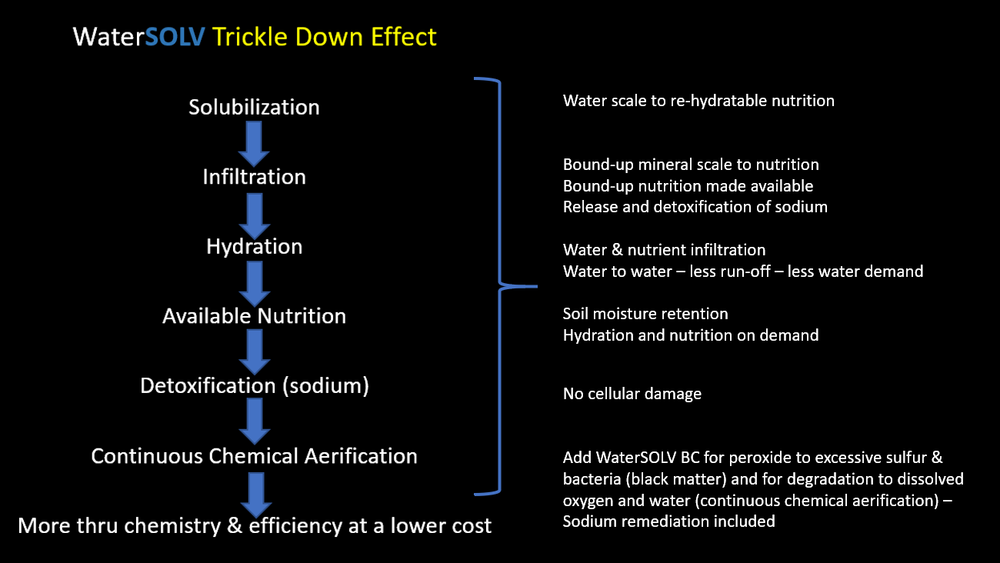 WaterSOLV Trickle Down Effect
Solubilization
Infiltration
Hydration
Available Nutrition
Detoxification (sodium)
Continuous Chemical Aerification
More thru chemistry & efficiency at a lower cost
Water scale to re-hydratable nutrition
Bound-up mineral scale to nutrition
Bound-up nutrition made available
Release and detoxification of sodium
Water & nutrient infiltration
Water to water – less run-off – less water demand
Soil moisture retention
Hydration and nutrition on demand
No cellular damage
Add WaterSOLV BC for peroxide to excessive sulfur &
bacteria (black matter) and for degradation to dissolved
oxygen and water (continuous chemical aerification) –
Sodium remediation included